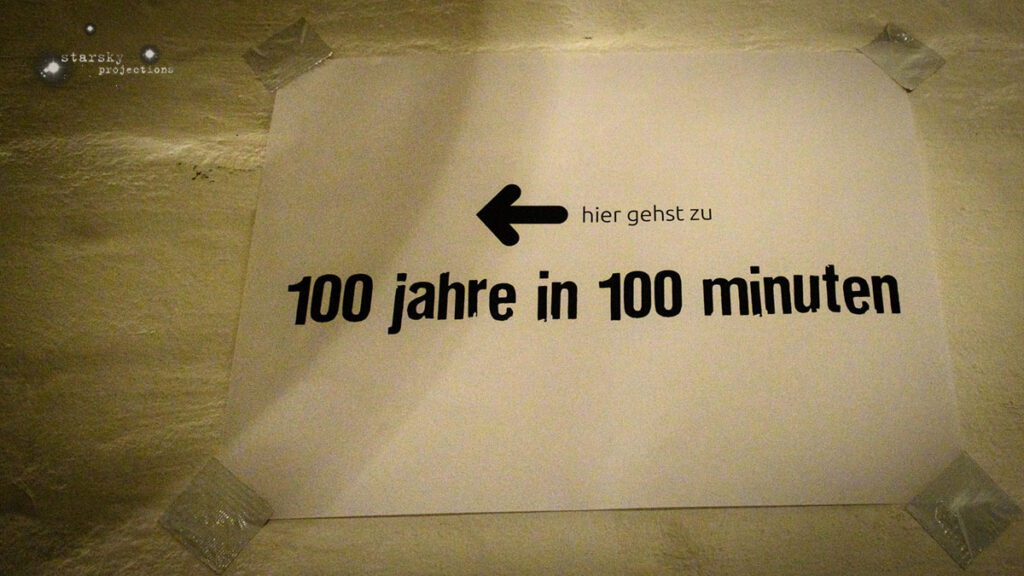 starsky
projections
hier gehst zu
100 jahre in 100 minuten